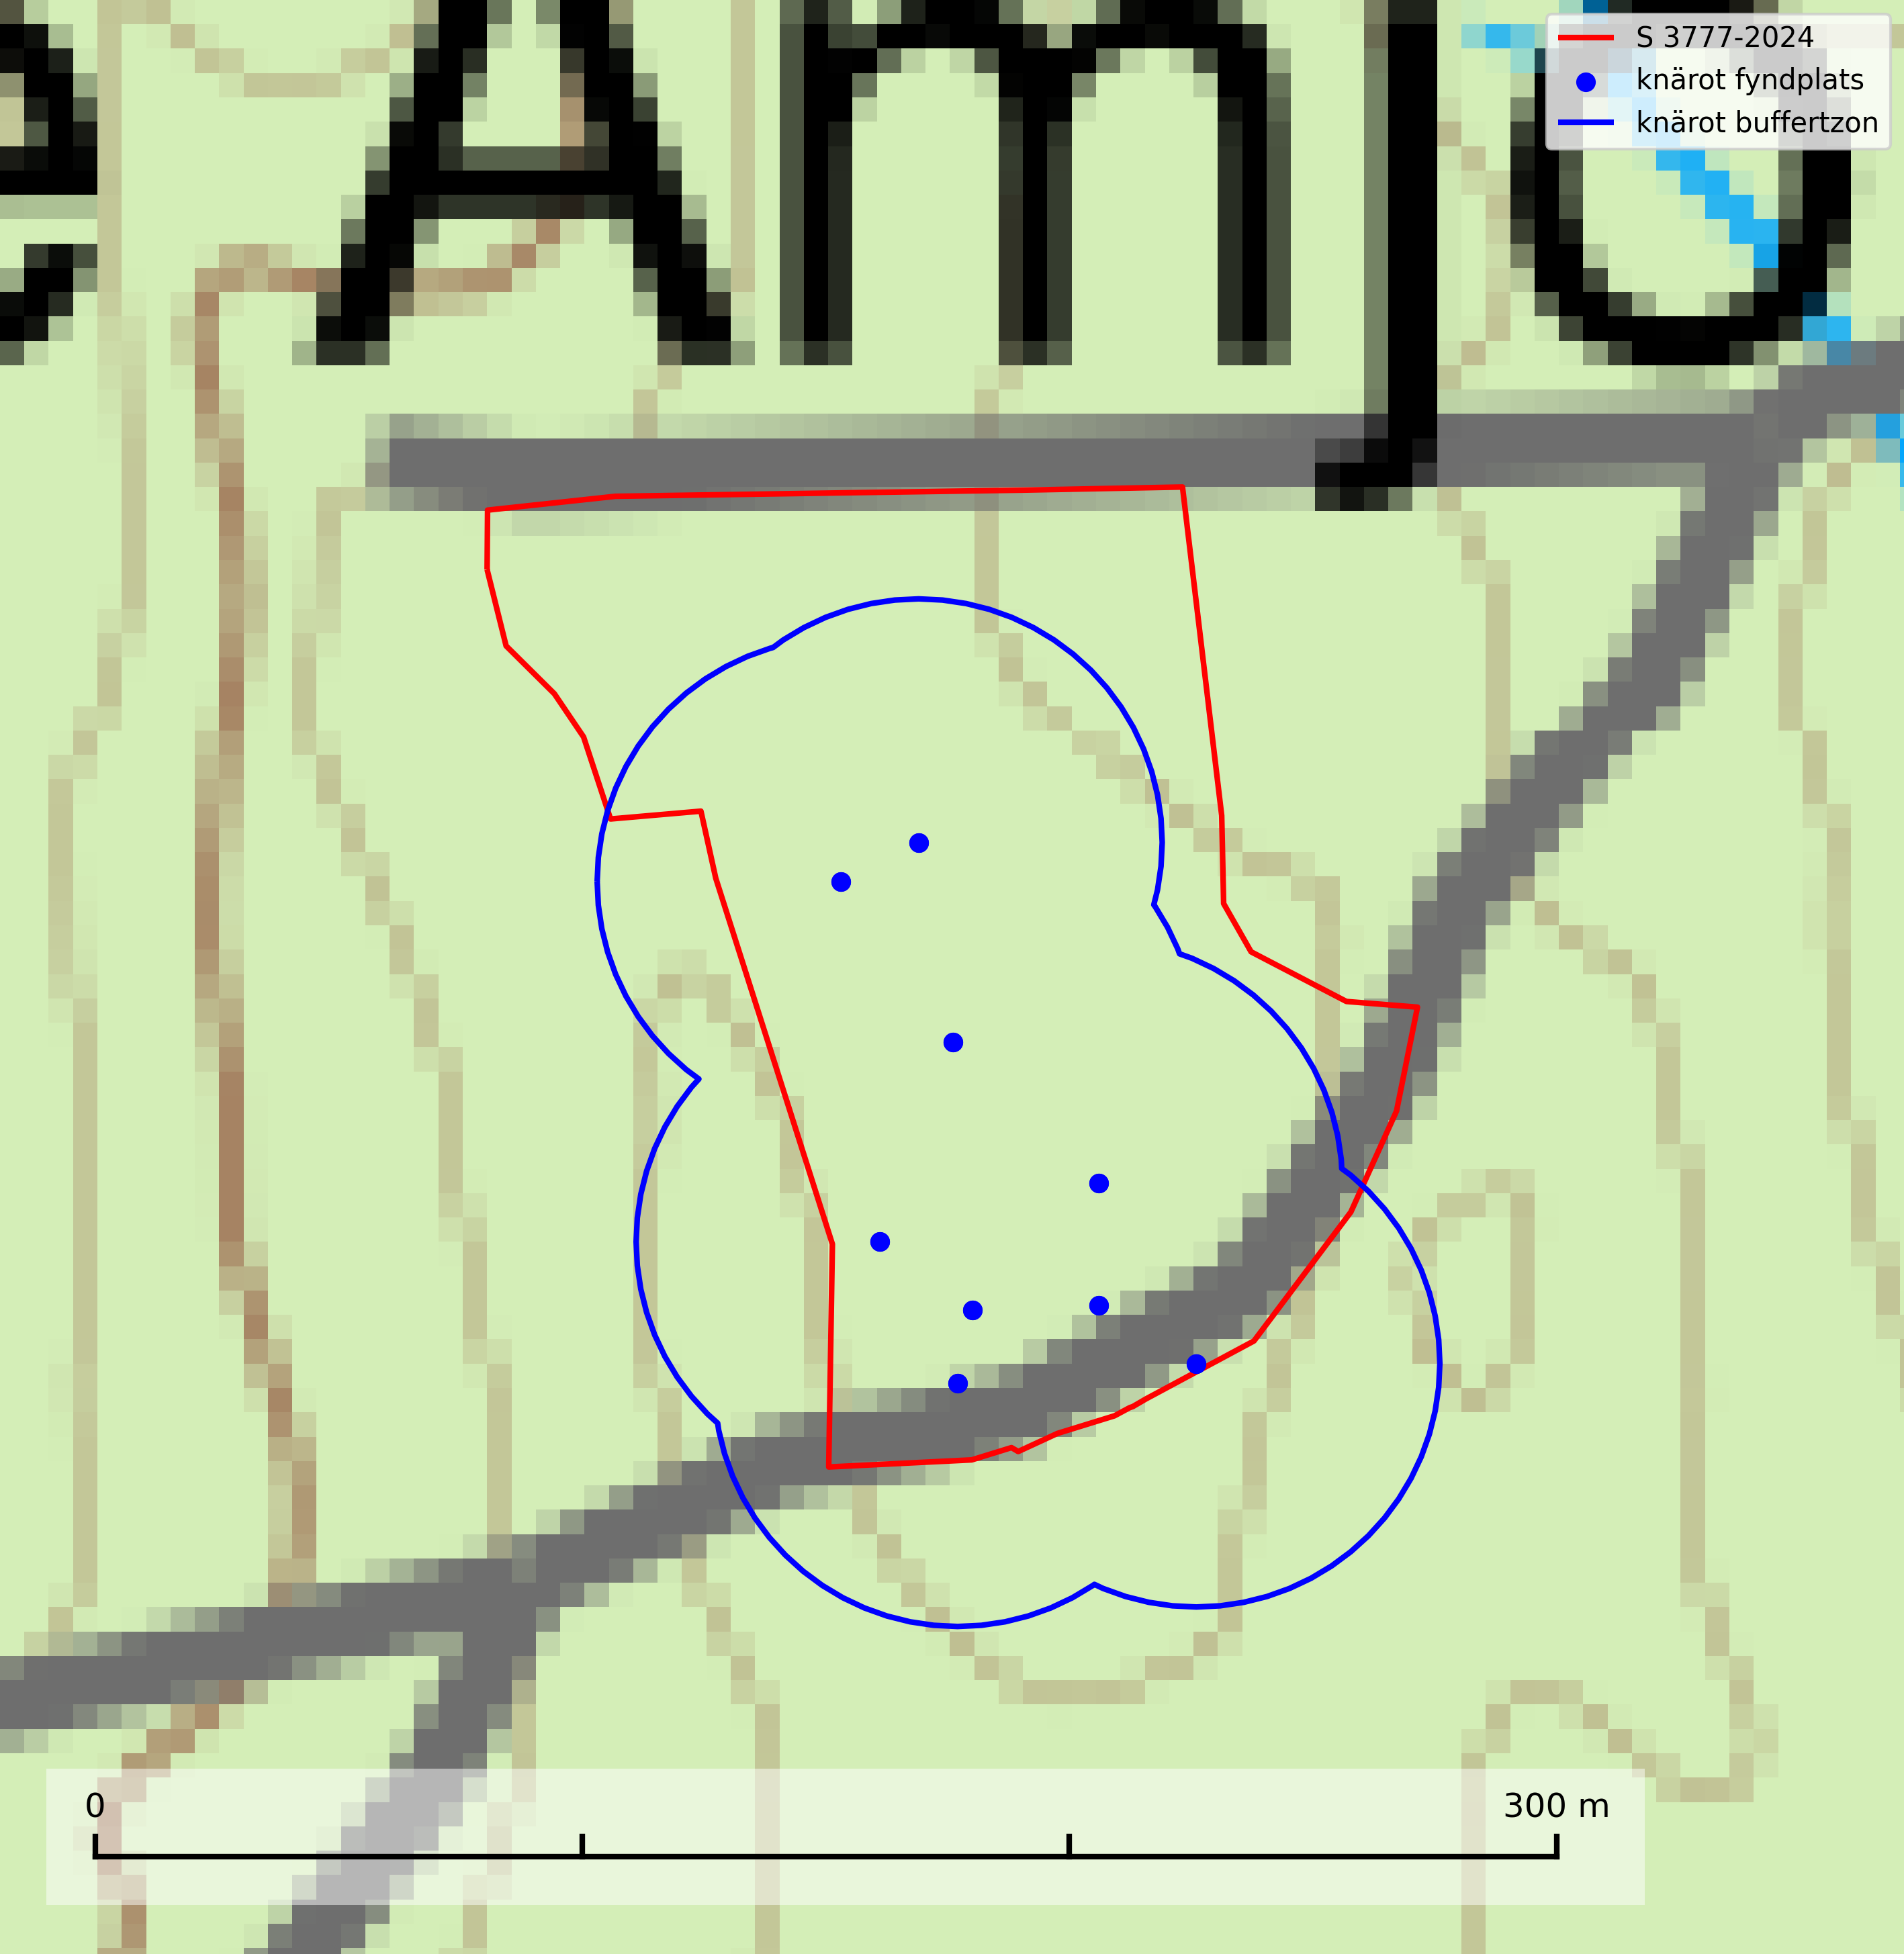 S 3777-2024
knärot fyndplats
knärot buffertzon
0
300 m